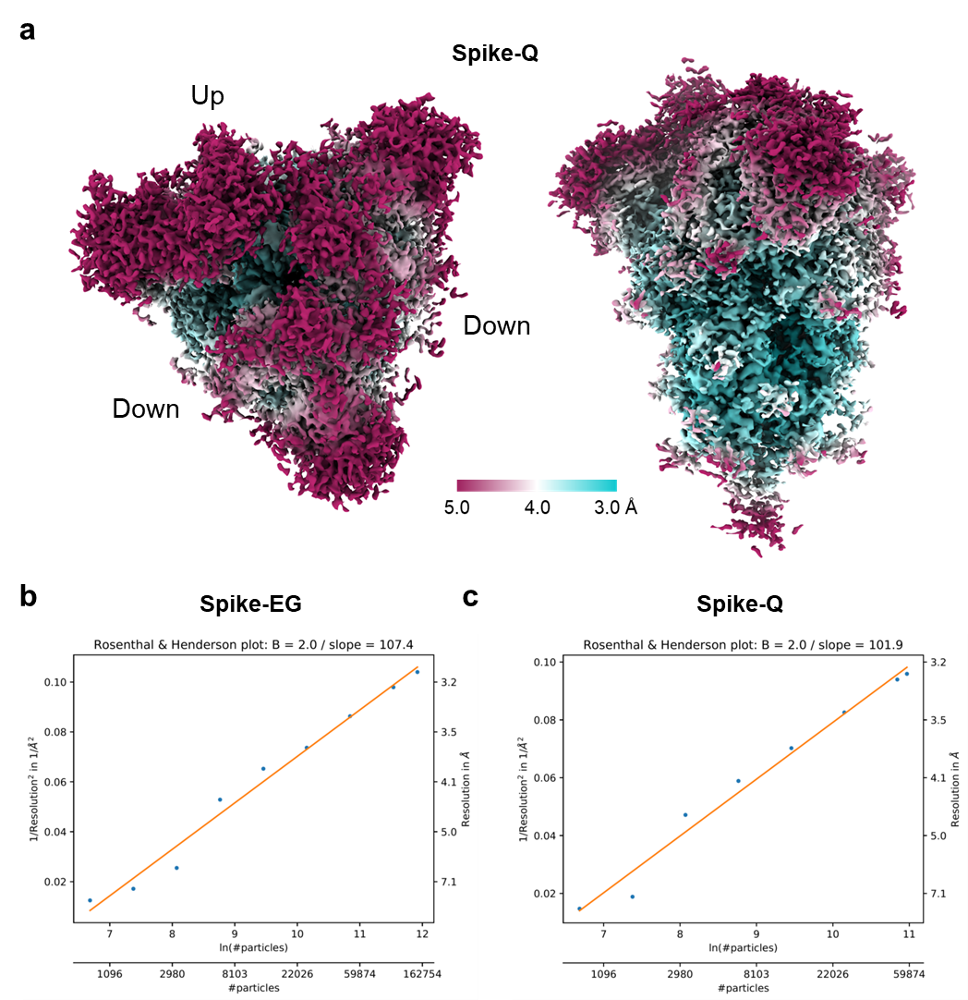 a
Spike-Q
Up
Down
Down
5.0 4.0 3.0 Å
b
Spike-EG
Rosenthal & Henderson plot: B = 2.0 / slope = 107.4
1/Resolution² in 1/Å²
0.10
0.08
0.06
0.04
0.02
3.2
3.5
4.1
5.0
7.1
Resolution in Å
7 8 9 10 11 12
ln(#particles)
1096 2980 8103 22026 59874 162754
#particles
c
Spike-Q
Rosenthal & Henderson plot: B = 2.0 / slope = 101.9
1/Resolution² in 1/Å²
0.10
0.08
0.06
0.04
0.02
3.2
3.5
4.1
5.0
7.1
Resolution in Å
7 8 9 10 11
ln(#particles)
1096 2980 8103 22026 59874
#particles